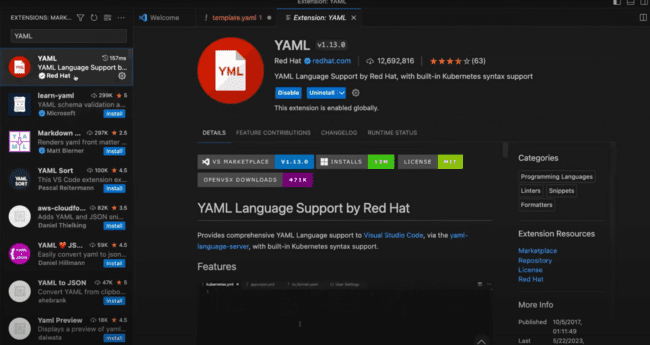 Extension: YAML
EXTENSIONS: MARK...
Welcome
template.yaml 1
Extension: YAML
YAML
YAML
157ms
YAML Language Support b...
Red Hat
learn-yaml
299K
5
YAML schema validation a...
Microsoft
Install
Markdown ...
297K
2.5
Renders yaml front matter ...
Matt Bierner
Install
YAML Sort
100K
4.5
This VS Code extension ex...
Pascal Reitermann
Install
aws-cloudfo...
62K
3.5
Adds YAML and JSON sni...
Daniel Thielking
Install
YAML ❤️ JS...
59K
4.5
Easily convert yaml to json...
Daniel Hillmann
Install
YAML to JSON
47K
5
Convert YAML from clipbo...
ahebrank
Install
Yaml Preview
18K
4.5
Displays a preview of yaml...
dalwata
Install
YML
YAML
v1.13.0
Red Hat
redhat.com
12,692,816
(63)
YAML Language Support by Red Hat, with built-in Kubernetes syntax support
Disable
Uninstall
This extension is enabled globally.
DETAILS
FEATURE CONTRIBUTIONS
CHANGELOG
RUNTIME STATUS
VS MARKETPLACE
V1.13.0
INSTALLS
13M
LICENSE
MIT
OPENVSX DOWNLOADS
471K
YAML Language Support by Red Hat
Provides comprehensive YAML Language support to Visual Studio Code, via the yaml-
language-server, with built-in Kubernetes syntax support.
Features
kubernetes.yml
Categories
Programming Languages
Linters
Snippets
Formatters
Extension Resources
Marketplace
Repository
License
Red Hat
More Info
Published
10/5/2017,
01:11:49
Last
5/22/2023,